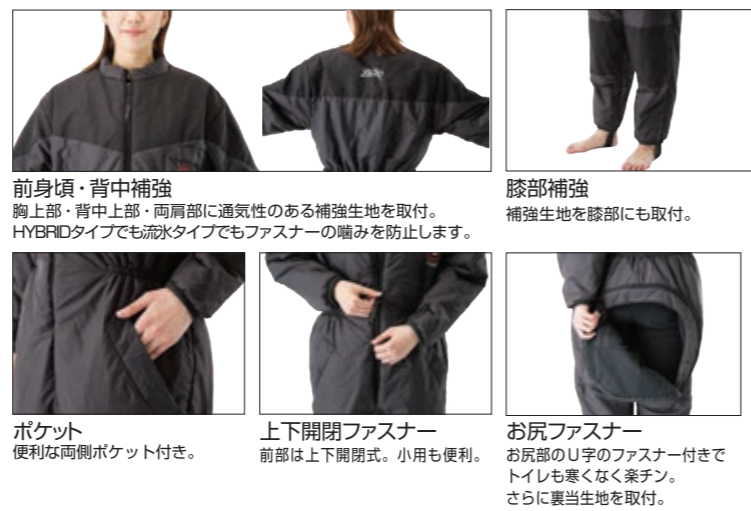 前身頃・背中補強
胸上部・背中上部・両肩部に通気性のある補強生地を取付。
HYBRIDタイプでも流氷タイプでもファスナーの噛みを防止します。
膝部補強
補強生地を膝部にも取付。
ポケット
便利な両側ポケット付き。
上下開閉ファスナー
前部は上下開閉式。小用も便利。
お尻ファスナー
お尻部のU字のファスナー付きで
トイレも寒くなく楽チン。
さらに裏当生地を取付。